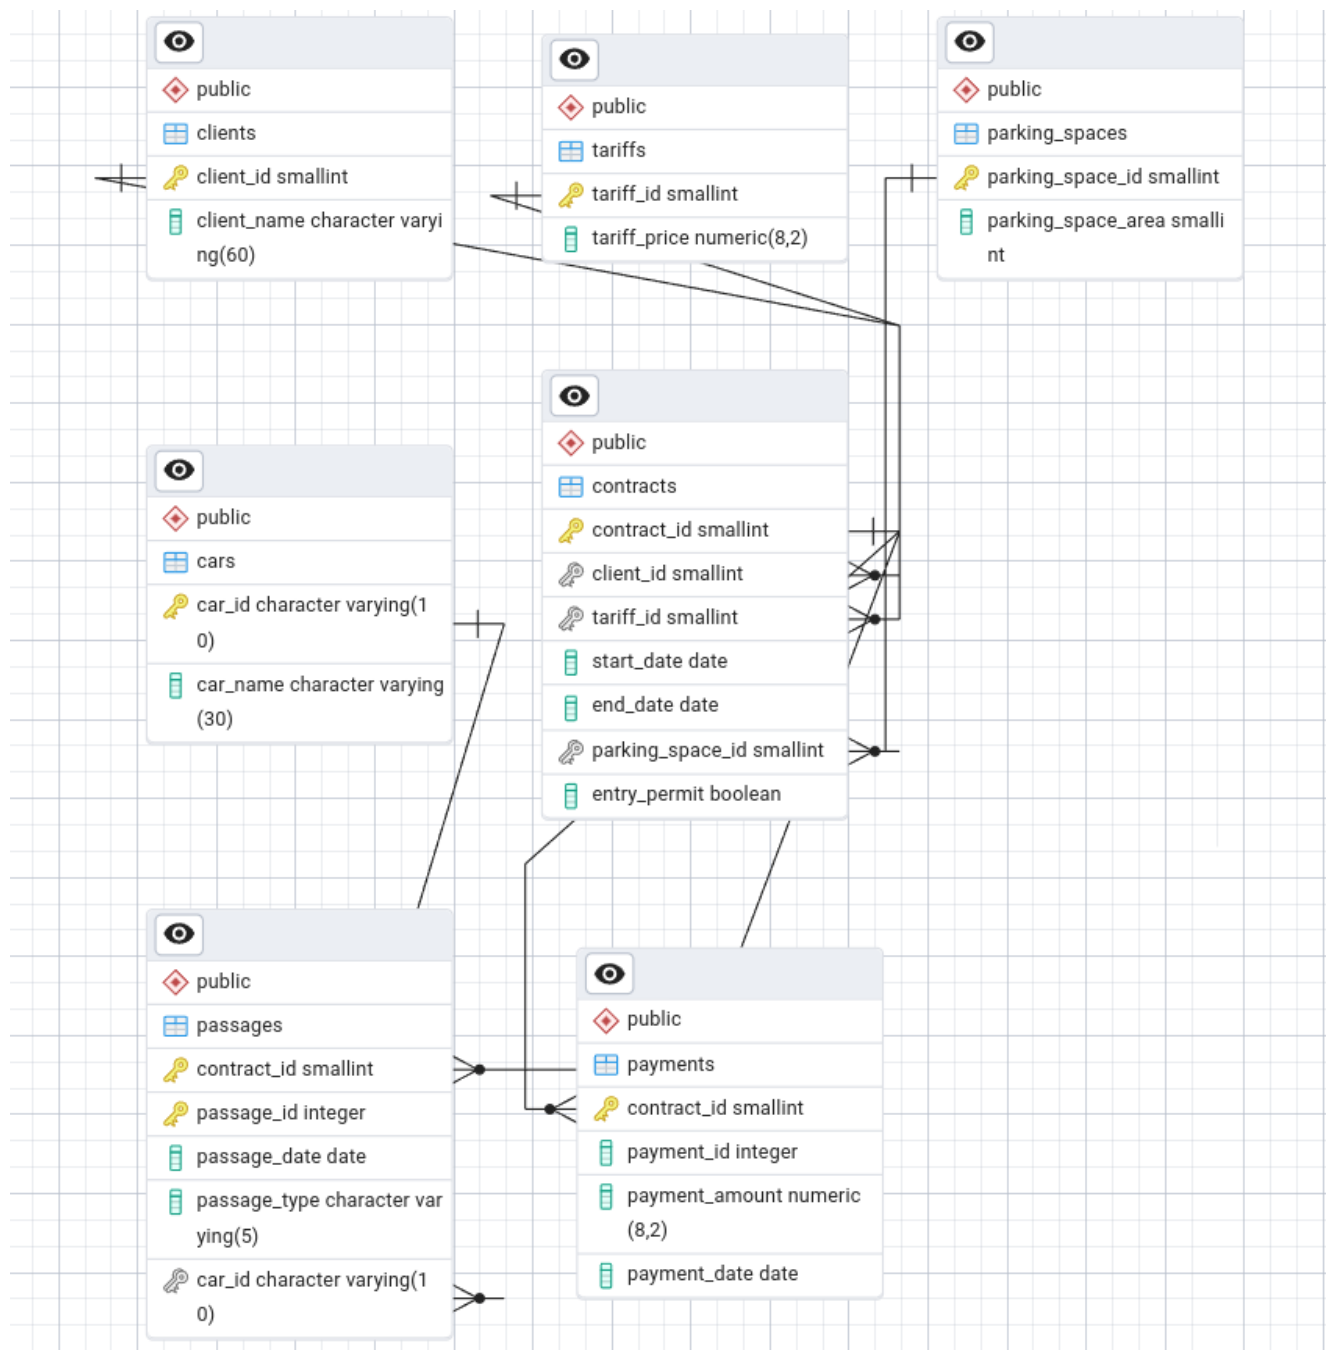 public
clients
client_id smallint
client_name character varyi
ng(60)
public
tariffs
tariff_id smallint
tariff_price numeric(8,2)
public
parking_spaces
parking_space_id smallint
parking_space_area smalli
nt
public
contracts
contract_id smallint
client_id smallint
tariff_id smallint
start_date date
end_date date
parking_space_id smallint
entry_permit boolean
public
cars
car_id character varying(1
0)
car_name character varying
(30)
public
passages
contract_id smallint
passage_id integer
passage_date date
passage_type character var
ying(5)
car_id character varying(1
0)
public
payments
contract_id smallint
payment_id integer
payment_amount numeric
(8,2)
payment_date date